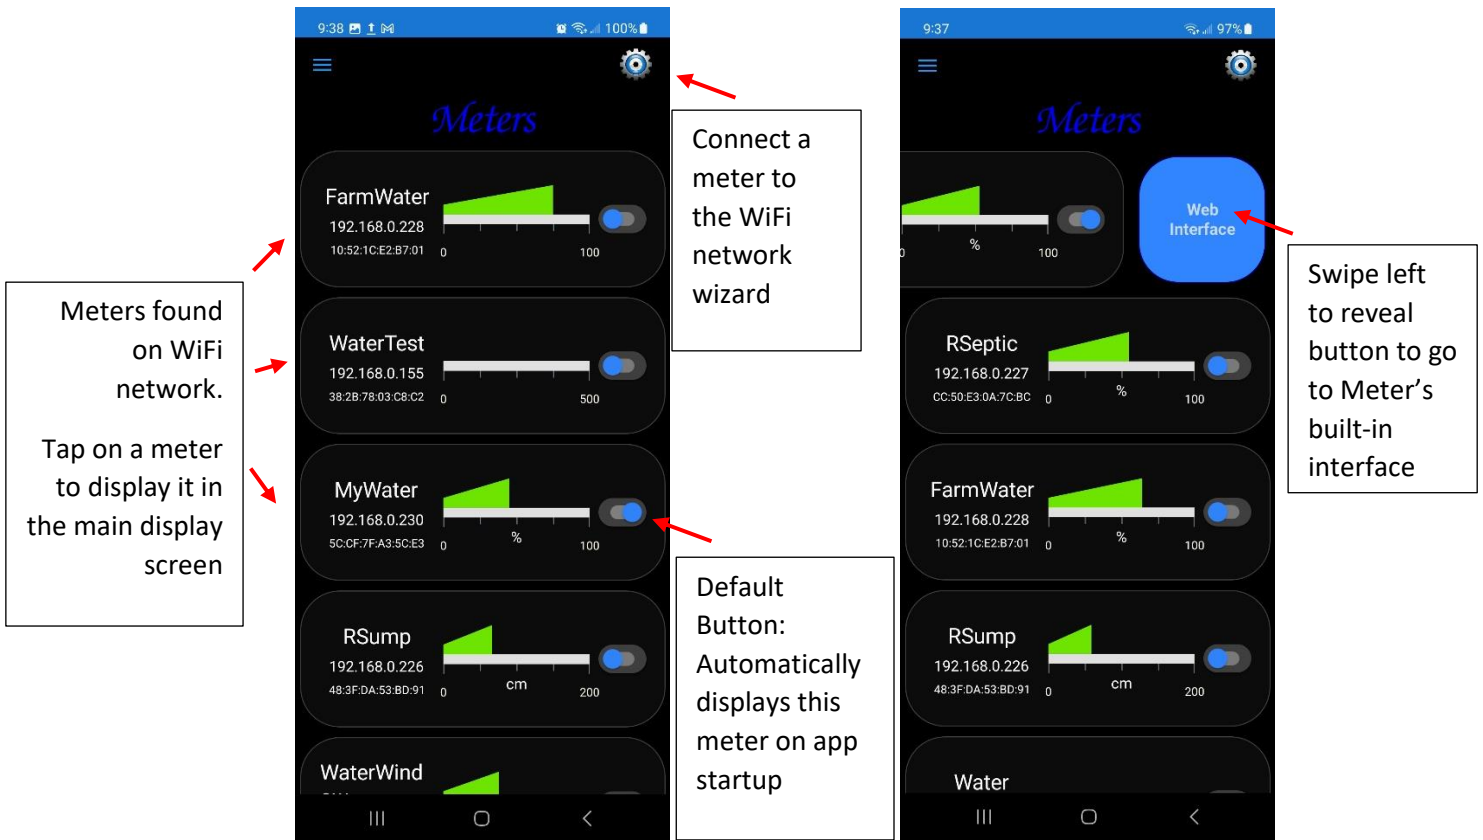 9:38
100%
Meters
FarmWater
192.168.0.228
10:52:1C:E2:B7:01
0
100
WaterTest
192.168.0.155
38:2B:78:03:C8:C2
0
500
MyWater
192.168.0.230
5C:CF:7F:A3:5C:E3
0
%
100
RSump
192.168.0.226
48:3F:DA:53:BD:91
0
cm
200
WaterWind
Meters found
on WiFi
network.
Tap on a meter
to display it in
the main display
screen
Connect a
meter to
the WiFi
network
wizard
Default
Button:
Automatically
displays this
meter on app
startup
9:37
97%
Meters
0
%
100
Web
Interface
RSeptic
192.168.0.227
CC:50:E3:0A:7C:BC
0
%
100
FarmWater
192.168.0.228
10:52:1C:E2:B7:01
0
%
100
RSump
192.168.0.226
48:3F:DA:53:BD:91
0
cm
200
Water
Swipe left
to reveal
button to go
to Meter’s
built-in
interface